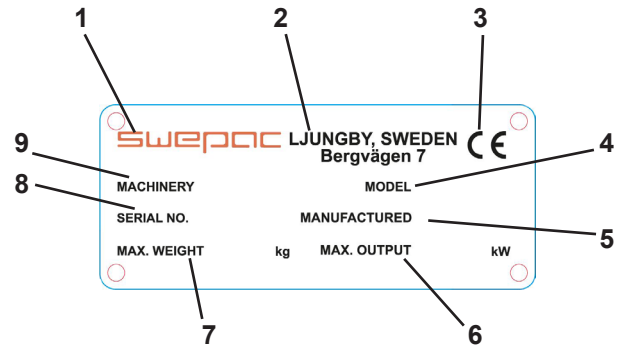 1 2 3
swepac LJUNGBY, SWEDEN CE
Bergvägen 7
9 4
MACHINERY MODEL
8
SERIAL NO. MANUFACTURED 5
MAX. WEIGHT kg MAX. OUTPUT kW
7 6